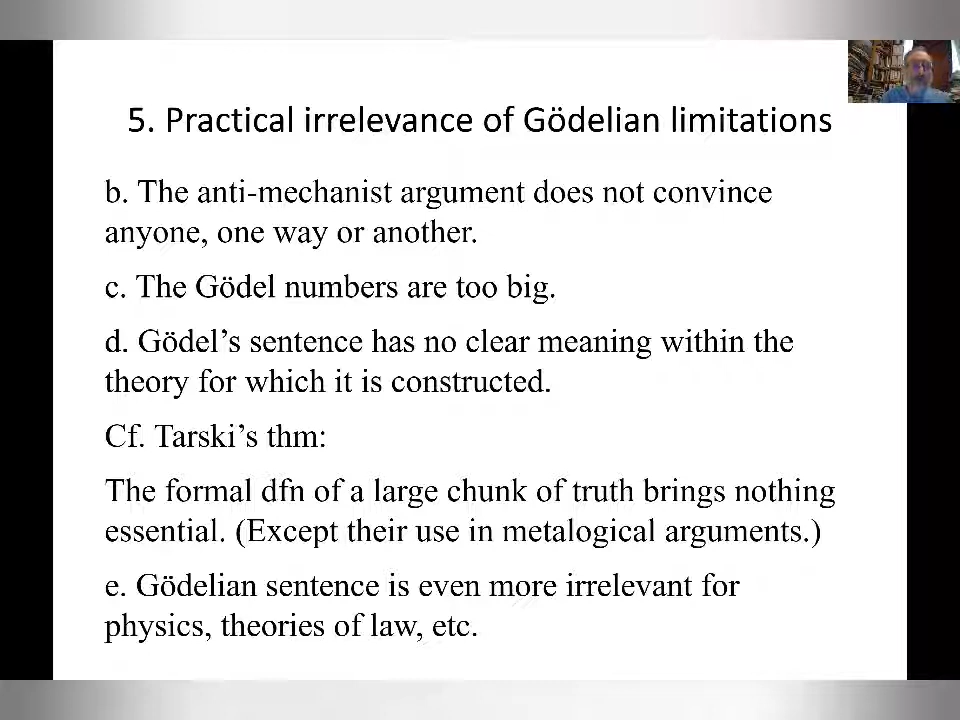 5. Practical irrelevance of Gödelian limitations
b. The anti-mechanist argument does not convince
anyone, one way or another.
c. The Gödel numbers are too big.
d. Gödel’s sentence has no clear meaning within the
theory for which it is constructed.
Cf. Tarski’s thm:
The formal dfn of a large chunk of truth brings nothing
essential. (Except their use in metalogical arguments.)
e. Gödelian sentence is even more irrelevant for
physics, theories of law, etc.